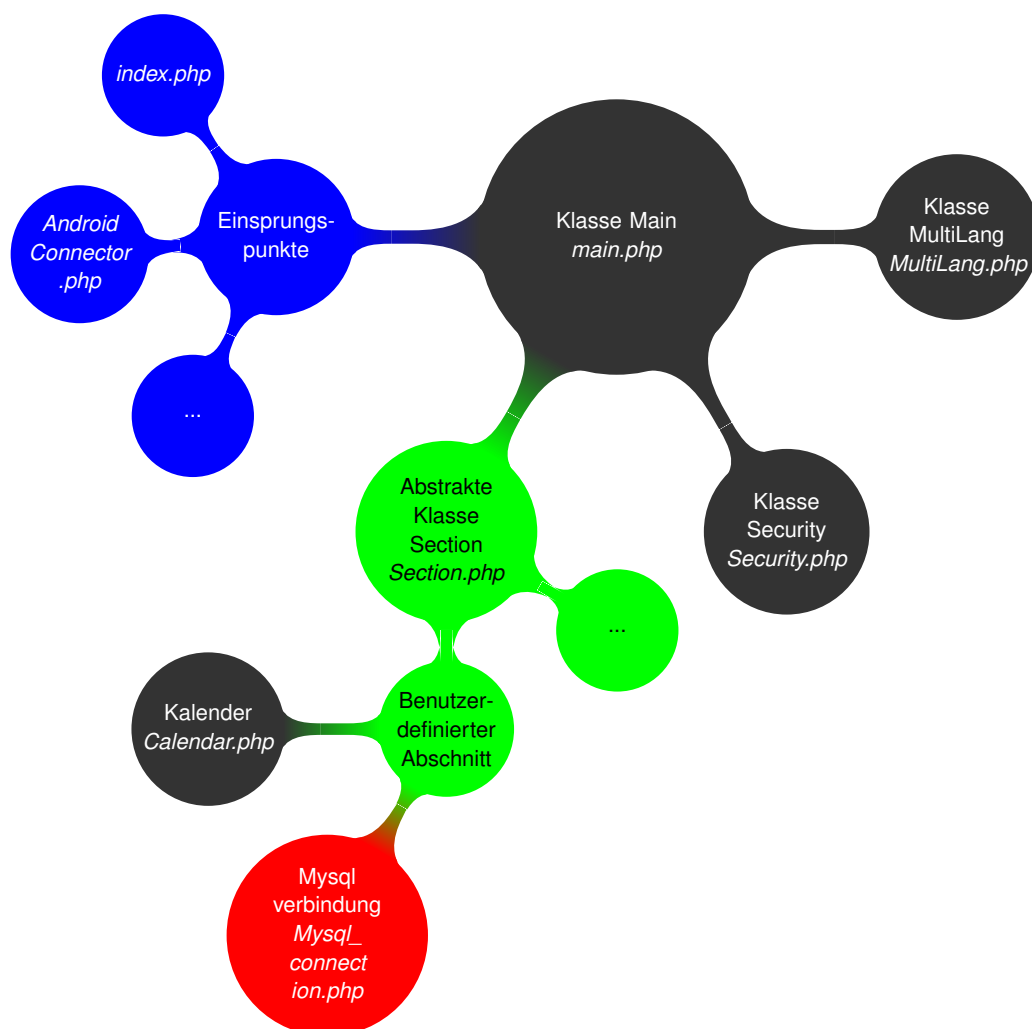 index.php
Android
Connector
.php
Einsprungs-
punkte
...
Klasse Main
main.php
Klasse
MultiLang
MultiLang.php
Klasse
Security
Security.php
Abstrakte
Klasse
Section
Section.php
...
Benutzer-
definierter
Abschnitt
Kalender
Calendar.php
Mysql
verbindung
Mysql_
connect
ion.php